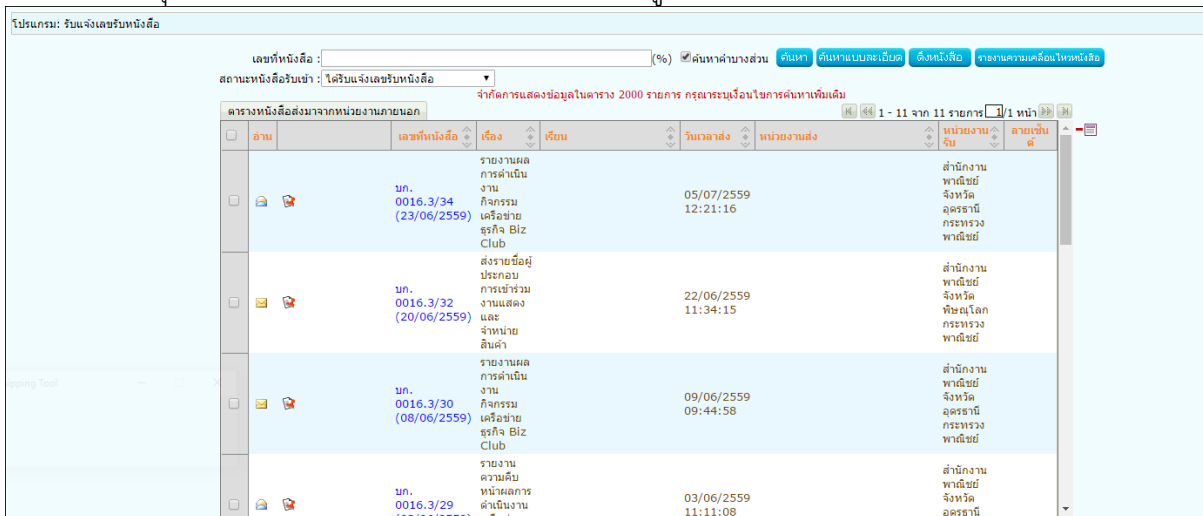 โปรแกรม: รับแจ้งเลขรับหนังสือ
เลขที่หนังสือ : (%) ค้นหาคำบางส่วน ค้นหา ค้นหาแบบละเอียด ดึงหนังสือ รายงานความเคลื่อนไหวหนังสือ
สถานะหนังสือรับเข้า : ได้รับแจ้งเลขรับหนังสือ
จำกัดการแสดงข้อมูลในตาราง 2000 รายการ กรุณาระบุเงื่อนไขการค้นหาเพิ่มเติม
ตารางหนังสือส่งมาจากหน่วยงานภายนอก 1 - 11 จาก 11 รายการ 1/1 หน้า
อ่าน เลขที่หนังสือ เรื่อง เรียน วันเวลาส่ง หน่วยงานส่ง หน่วยงาน ลายเซ็น
รับ ต์
รายงานผล
การดำเนิน
งาน
กิจกรรม
เครือข่าย
ธุรกิจ Biz
Club
บก.
0016.3/34
(23/06/2559)
05/07/2559
12:21:16
สำนักงาน
พาณิชย์
จังหวัด
อุดรธานี
กระทรวง
พาณิชย์
ส่งรายชื่อผู้
ประกอบ
การเข้าร่วม
งานแสดง
และ
จำหน่าย
สินค้า
บก.
0016.3/32
(20/06/2559)
22/06/2559
11:34:15
สำนักงาน
พาณิชย์
จังหวัด
พิษณุโลก
กระทรวง
พาณิชย์
รายงานผล
การดำเนิน
งาน
กิจกรรม
เครือข่าย
ธุรกิจ Biz
Club
บก.
0016.3/30
(08/06/2559)
09/06/2559
09:44:58
สำนักงาน
พาณิชย์
จังหวัด
อุดรธานี
กระทรวง
พาณิชย์
รายงาน
ความคืบ
หน้าผลการ
ดำเนินงาน
บก.
0016.3/29
03/06/2559
11:11:08
สำนักงาน
พาณิชย์
จังหวัด
อุดรธานี